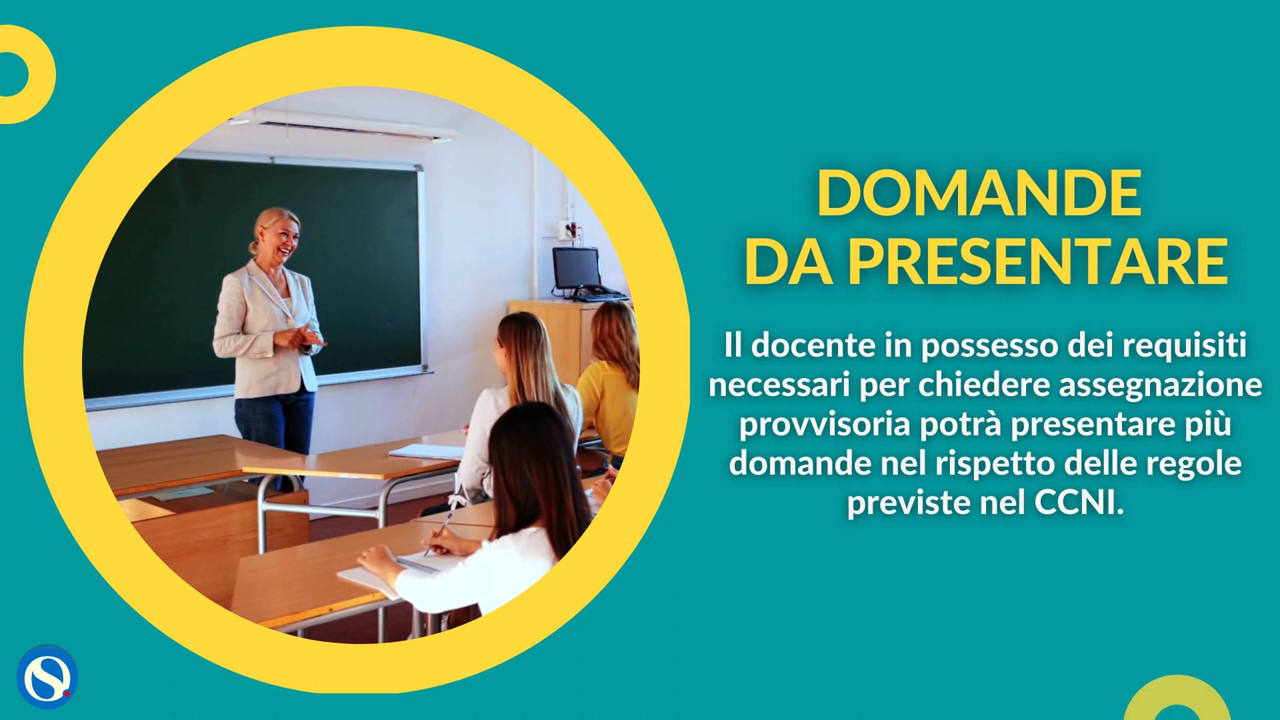 DOMANDE
DA PRESENTARE
Il docente in possesso dei requisiti
necessari per chiedere assegnazione
provvisoria potrà presentare più
domande nel rispetto delle regole
previste nel CCNI.
S